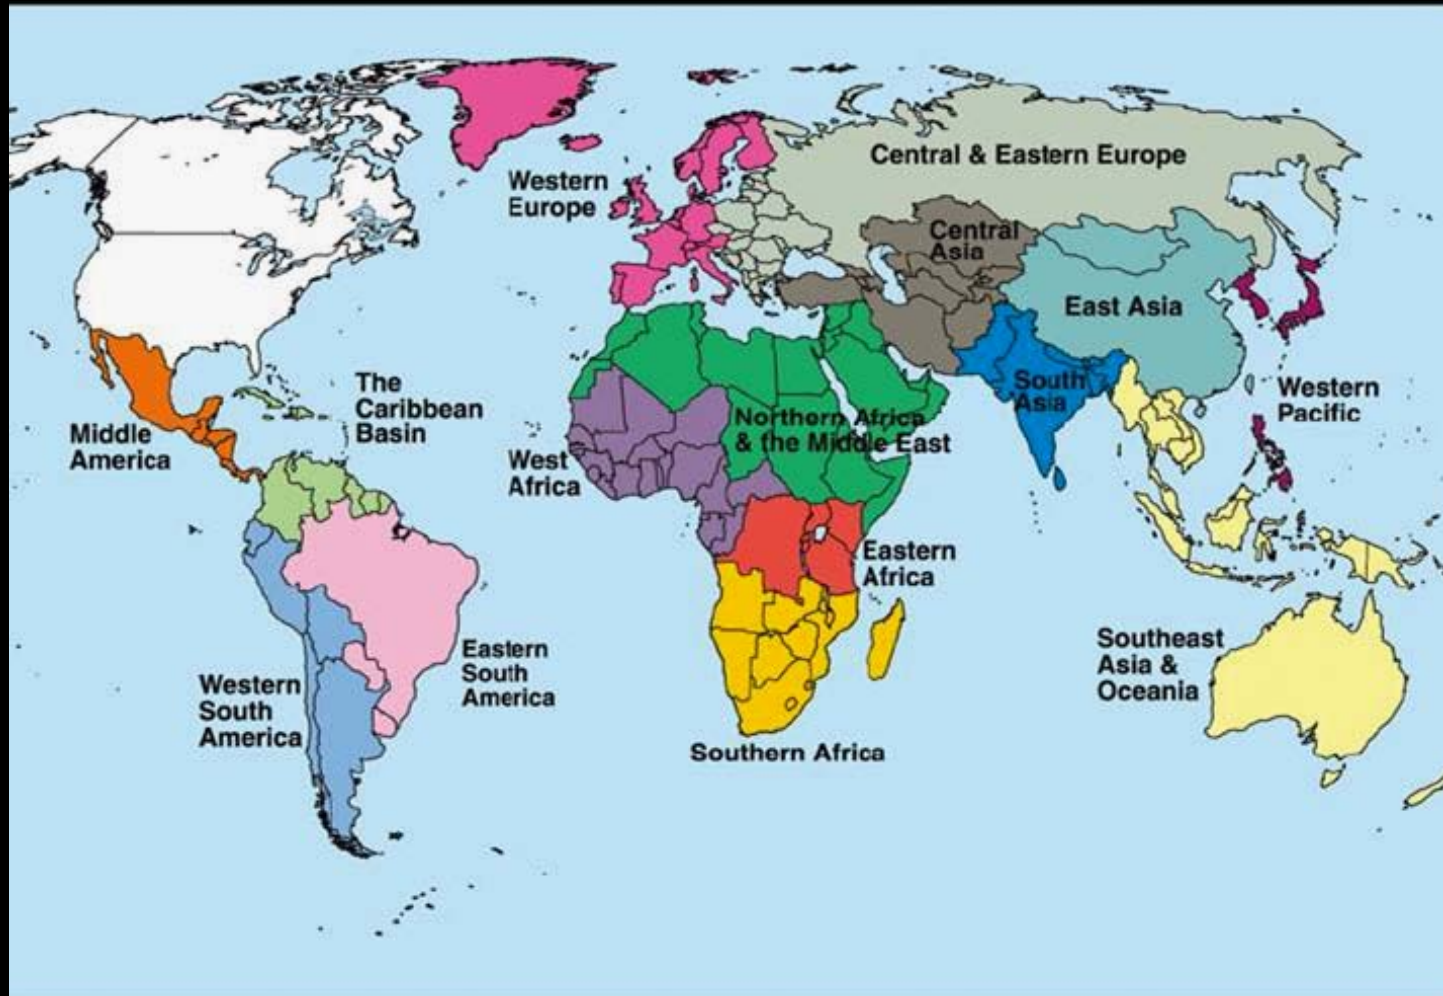 Central & Eastern Europe
Western
Europe
Central
Asia
East Asia
The
Caribbean
Basin
South
Asia
Western
Pacific
Middle
America
Northern Africa
& the Middle East
West
Africa
Eastern
Africa
Eastern
South
America
Southeast
Asia &
Oceania
Western
South
America
Southern Africa